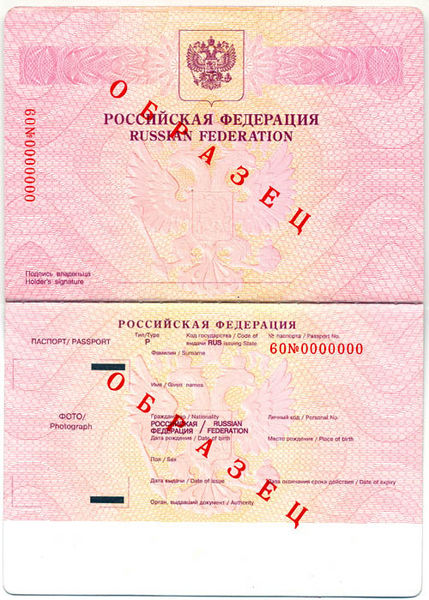 РОССИЙСКАЯ ФЕДЕРАЦИЯ
RUSSIAN FEDERATION
60№0000000
ОБРАЗЕЦ
Подпись владельца
Holder's signature
РОССИЙСКАЯ ФЕДЕРАЦИЯ
ПАСПОРТ/ PASSPORT
Тип/Type
P
Код государства / Code of
выдачи RUS issuing State
№ паспорта / Passport No.
60№0000000
Фамилия / Surname
Имя / Given names
ФОТО/
Photograph
Гражданство / Nationality
РОССИЙСКАЯ / RUSSIAN
ФЕДЕРАЦИЯ / FEDERATION
Личный код / Personal No.
Дата рождения / Date of birth
Место рождения / Place of birth
Пол / Sex
Дата выдачи / Date of issue
Дата окончания срока действия / Date of expiry
Орган, выдавший документ / Authority
ОБРАЗЕЦ